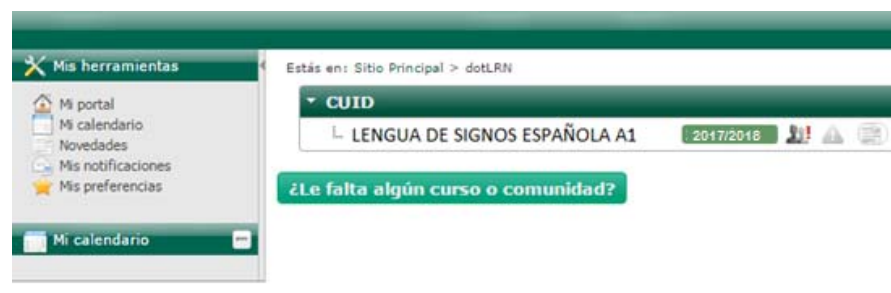 Mis herramientas
Mi portal
Mi calendario
Novedades
Mis notificaciones
Mis preferencias
Mi calendario
Estás en: Sitio Principal > dotLRN
CUID
LENGUA DE SIGNOS ESPAÑOLA A1 2017/2018
¿Le falta algún curso o comunidad?